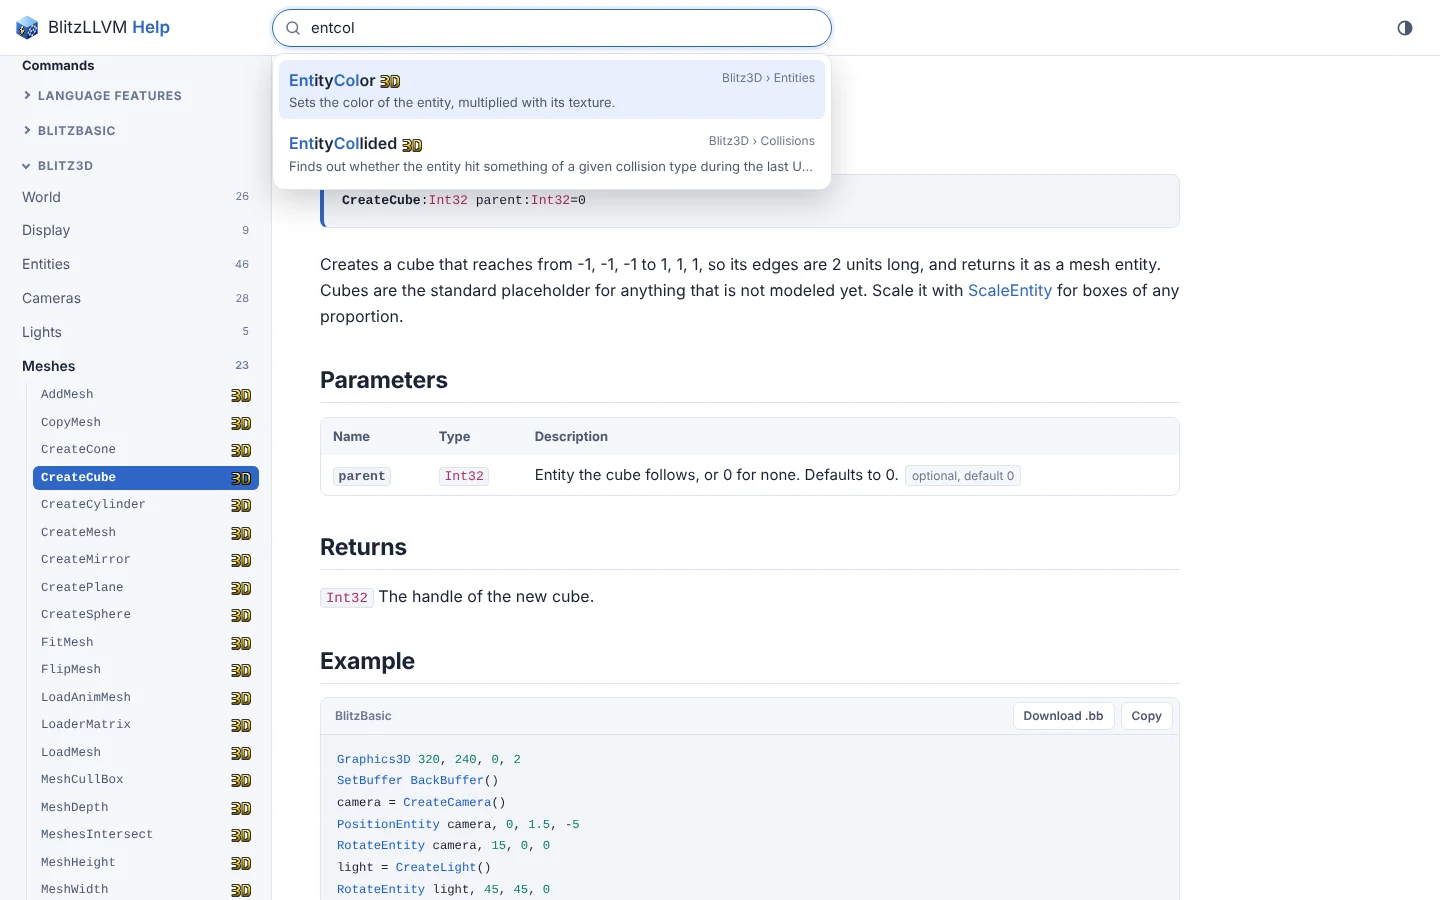 BlitzLLVM Help
entcol
Commands
LANGUAGE FEATURES
BLITZBASIC
BLITZ3D
World 26
Display 9
Entities 46
Cameras 28
Lights 5
Meshes 23
AddMesh 3D
CopyMesh 3D
CreateCone 3D
CreateCube 3D
CreateCylinder 3D
CreateMesh 3D
CreateMirror 3D
CreatePlane 3D
CreateSphere 3D
FitMesh 3D
FlipMesh 3D
LoadAnimMesh 3D
LoaderMatrix 3D
LoadMesh 3D
MeshCullBox 3D
MeshDepth 3D
MeshesIntersect 3D
MeshHeight 3D
MeshWidth 3D
EntityColor 3D Blitz3D › Entities
Sets the color of the entity, multiplied with its texture.
EntityCollided 3D Blitz3D › Collisions
Finds out whether the entity hit something of a given collision type during the last U...
CreateCube:Int32 parent:Int32=0
Creates a cube that reaches from -1, -1, -1 to 1, 1, 1, so its edges are 2 units long, and returns it as a mesh entity.
Cubes are the standard placeholder for anything that is not modeled yet. Scale it with ScaleEntity for boxes of any
proportion.
Parameters
Name Type Description
parent Int32 Entity the cube follows, or 0 for none. Defaults to 0. optional, default 0
Returns
Int32 The handle of the new cube.
Example
BlitzBasic Download .bb Copy
Graphics3D 320, 240, 0, 2
SetBuffer BackBuffer()
camera = CreateCamera()
PositionEntity camera, 0, 1.5, -5
RotateEntity camera, 15, 0, 0
light = CreateLight()
RotateEntity light, 45, 45, 0